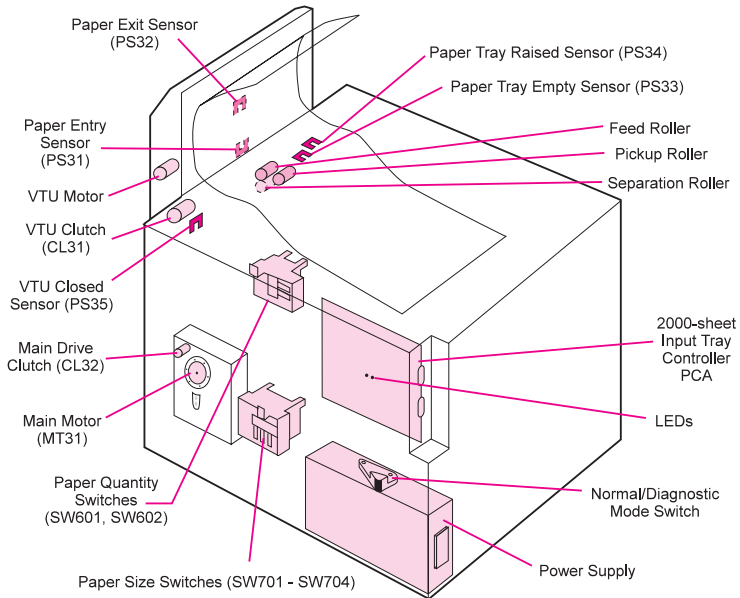 Paper Exit Sensor
(PS32)
Paper Tray Raised Sensor (PS34)
Paper Tray Empty Sensor (PS33)
Paper Entry
Sensor
(PS31)
Feed Roller
Pickup Roller
Separation Roller
VTU Motor
VTU Clutch
(CL31)
VTU Closed
Sensor (PS35)
2000-sheet
Input Tray
Controller
PCA
Main Drive
Clutch (CL32)
LEDs
Main Motor
(MT31)
Paper Quantity
Switches
(SW601, SW602)
Normal/Diagnostic
Mode Switch
Power Supply
Paper Size Switches (SW701 - SW704)